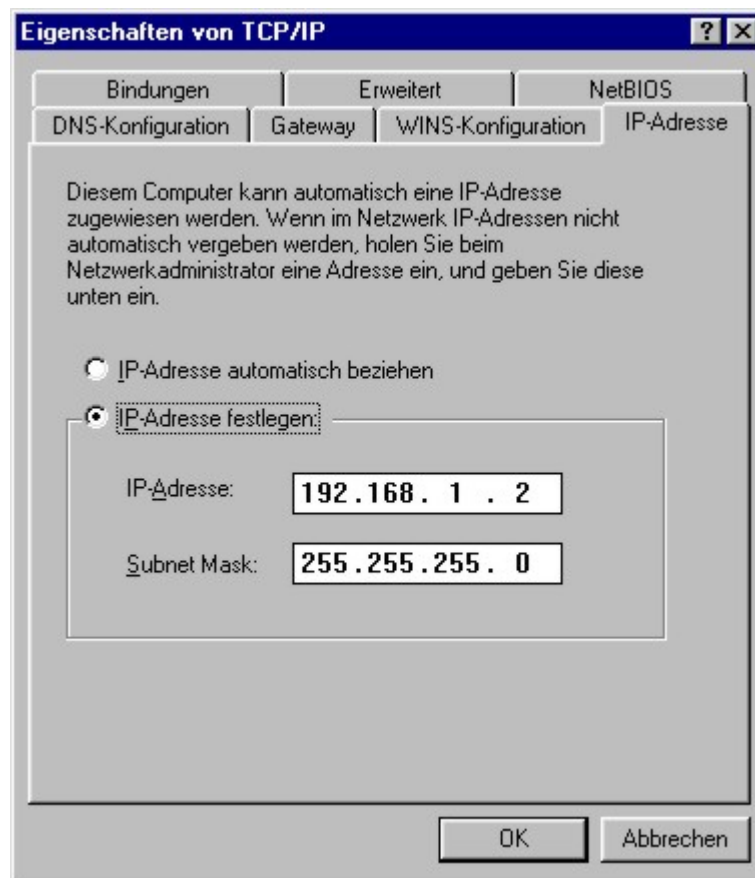 Eigenschaften von TCP/IP
Bindungen Erweitert NetBIOS
DNS-Konfiguration Gateway WINS-Konfiguration IP-Adresse
Diesem Computer kann automatisch eine IP-Adresse
zugewiesen werden. Wenn im Netzwerk IP-Adressen nicht
automatisch vergeben werden, holen Sie beim
Netzwerkadministrator eine Adresse ein, und geben Sie diese
unten ein.
IP-Adresse automatisch beziehen
IP-Adresse festlegen:
IP-Adresse: 192.168. 1 . 2
Subnet Mask: 255.255.255. 0
OK Abbrechen